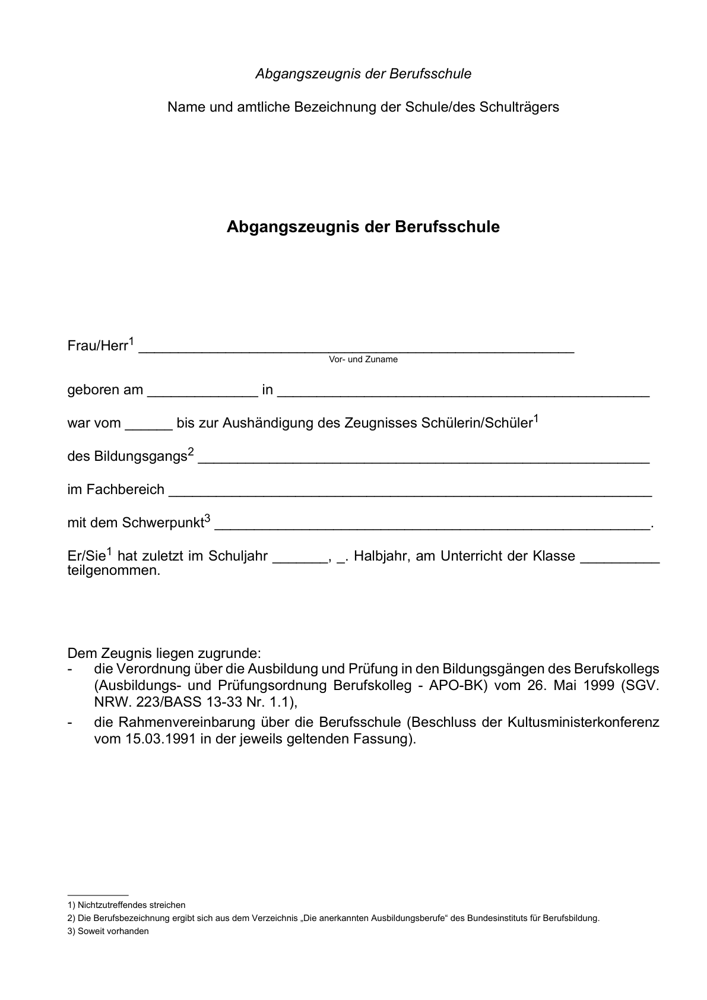 Abgangszeugnis der Berufsschule
Name und amtliche Bezeichnung der Schule/des Schulträgers
Abgangszeugnis der Berufsschule
Frau/Herr1 _______________________________________________________
Vor- und Zuname
geboren am ______________ in _______________________________________________
war vom ______ bis zur Aushändigung des Zeugnisses Schülerin/Schüler1
des Bildungsgangs2 _________________________________________________________
im Fachbereich _____________________________________________________________
mit dem Schwerpunkt3 _______________________________________________________.
Er/Sie1 hat zuletzt im Schuljahr _______, _. Halbjahr, am Unterricht der Klasse __________
teilgenommen.
Dem Zeugnis liegen zugrunde:
- die Verordnung über die Ausbildung und Prüfung in den Bildungsgängen des Berufskollegs
(Ausbildungs- und Prüfungsordnung Berufskolleg - APO-BK) vom 26. Mai 1999 (SGV.
NRW. 223/BASS 13-33 Nr. 1.1),
- die Rahmenvereinbarung über die Berufsschule (Beschluss der Kultusministerkonferenz
vom 15.03.1991 in der jeweils geltenden Fassung).
1) Nichtzutreffendes streichen
2) Die Berufsbezeichnung ergibt sich aus dem Verzeichnis „Die anerkannten Ausbildungsberufe“ des Bundesinstituts für Berufsbildung.
3) Soweit vorhanden